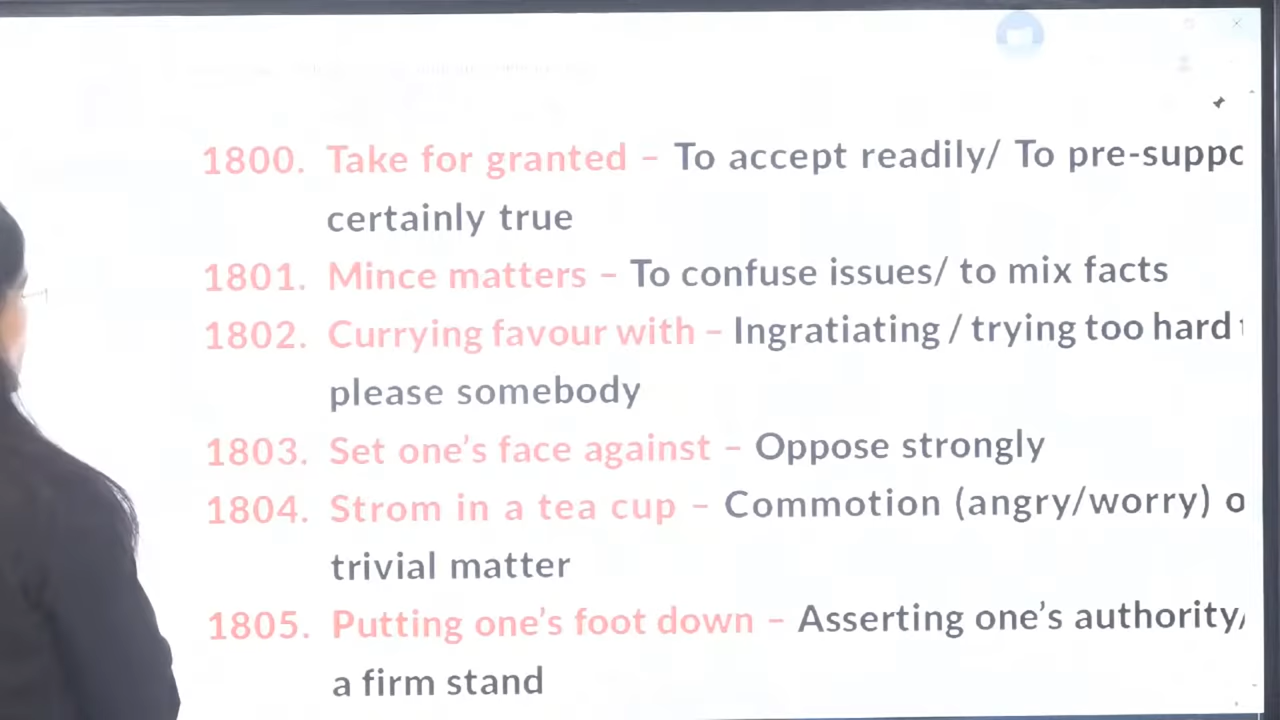 1800. Take for granted – To accept readily/ To pre-suppo
certainly true
1801. Mince matters – To confuse issues/ to mix facts
1802. Currying favour with – Ingratiating / trying too hard
please somebody
1803. Set one's face against – Oppose strongly
1804. Strom in a tea cup – Commotion (angry/worry) o
trivial matter
1805. Putting one's foot down – Asserting one's authority/
a firm stand